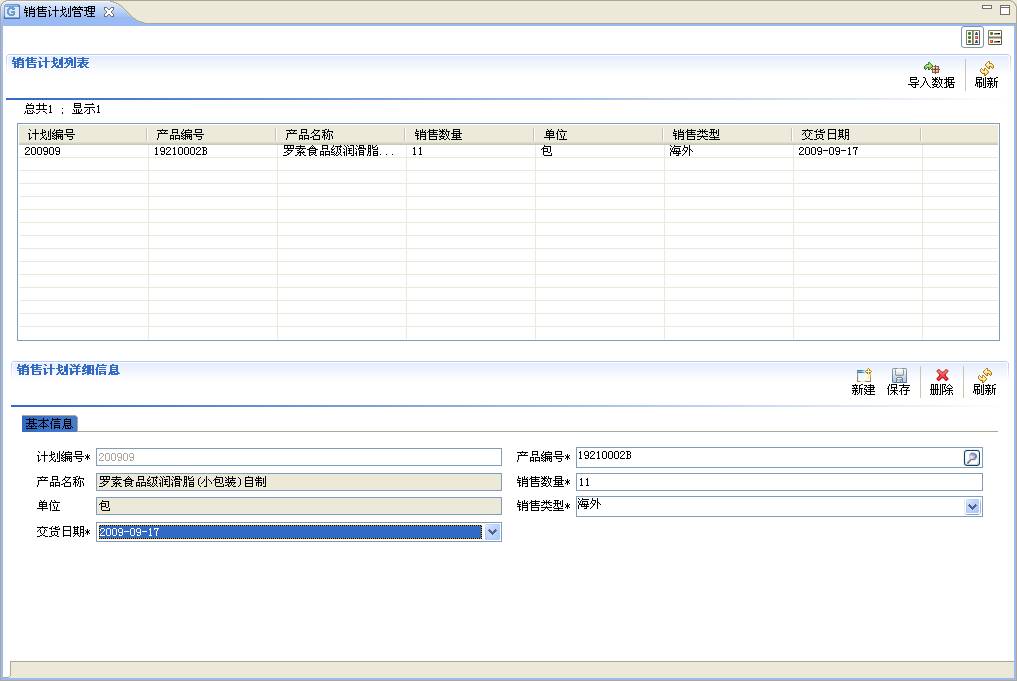 销售计划管理
销售计划列表
导入数据 刷新
总共1 ; 显示1
计划编号 产品编号 产品名称 销售数量 单位 销售类型 交货日期
200909 19210002B 罗素食品级润滑脂... 11 包 海外 2009-09-17
销售计划详细信息
新建 保存 删除 刷新
基本信息
计划编号* 200909 产品编号* 19210002B
产品名称 罗素食品级润滑脂(小包装)自制 销售数量* 11
单位 包 销售类型* 海外
交货日期* 2009-09-17